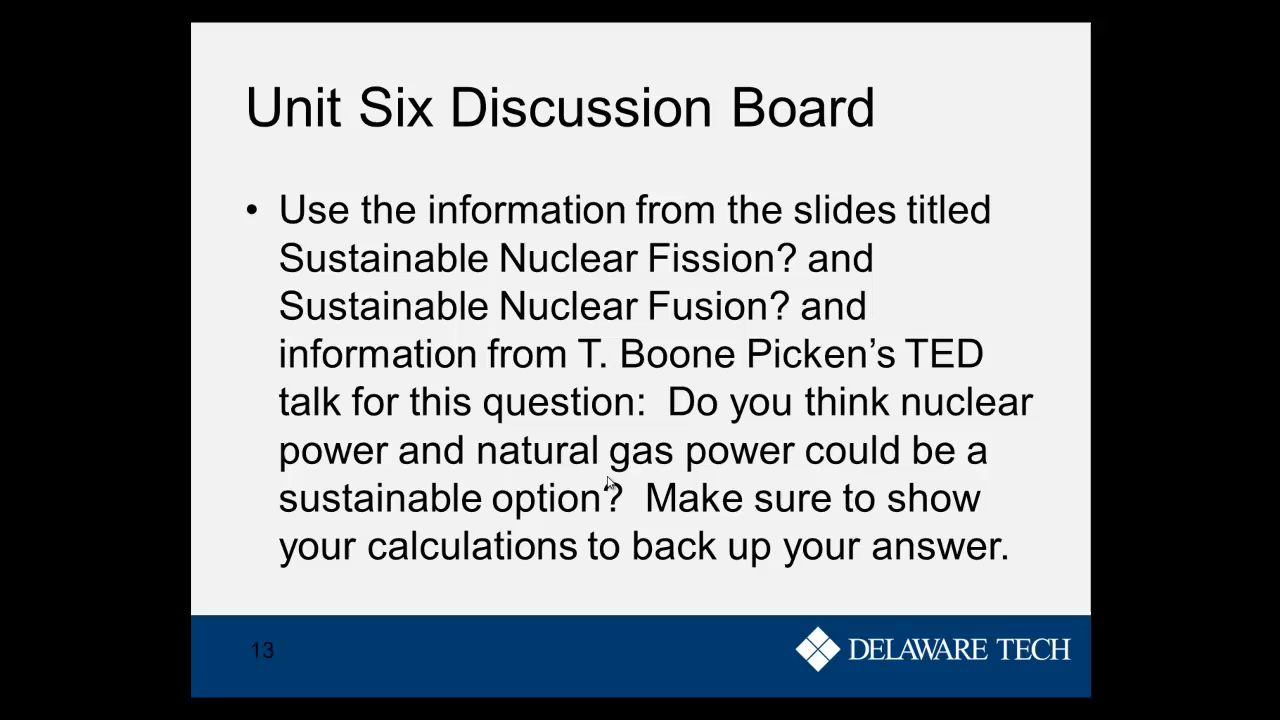 Unit Six Discussion Board
• Use the information from the slides titled
Sustainable Nuclear Fission? and
Sustainable Nuclear Fusion? and
information from T. Boone Picken’s TED
talk for this question:  Do you think nuclear
power and natural gas power could be a
sustainable option?  Make sure to show
your calculations to back up your answer.
13
DELAWARE TECH